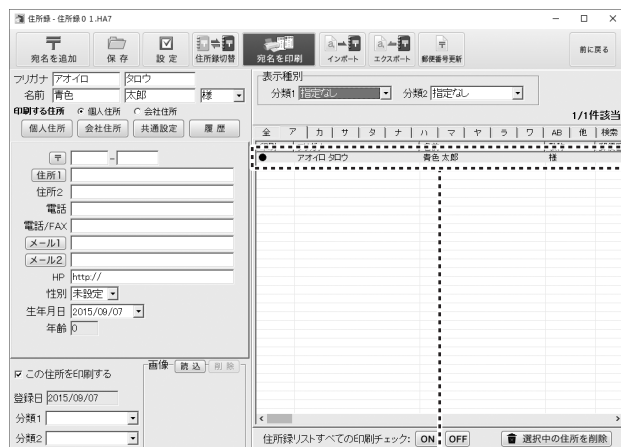 住所録 - 住所録０１.HA7
宛名を追加 保 存 設 定 住所録切替 宛名を印刷 インポート エクスポート 郵便番号更新 前に戻る
フリガナ アオイロ タロウ
名前 青色 太郎 様
印刷する住所 個人住所 会社住所
個人住所 会社住所 共通設定 履 歴
〒 -
住所1
住所2
電話
電話/FAX
メール1
メール2
HP http://
性別 未設定
生年月日 2015/09/07
年齢 0
この住所を印刷する
登録日 2015/09/07
分類1
分類2
画像 読 込 削 除
表示種別
分類1 指定なし 分類2 指定なし
1/1件該当
全 ア カ サ タ ナ ハ マ ヤ ラ ワ AB 他 検索
● アオイロ タロウ 青色 太郎 様
住所録リストすべての印刷チェック: ON OFF 選択中の住所を削除